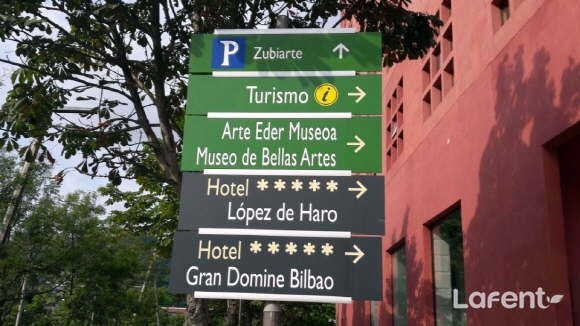 P Zubiarte ↑
Turismo i →
Arte Eder Museoa
Museo de Bellas Artes →
Hotel ***** →
López de Haro
Hotel ***** →
Gran Domine Bilbao
Lafent